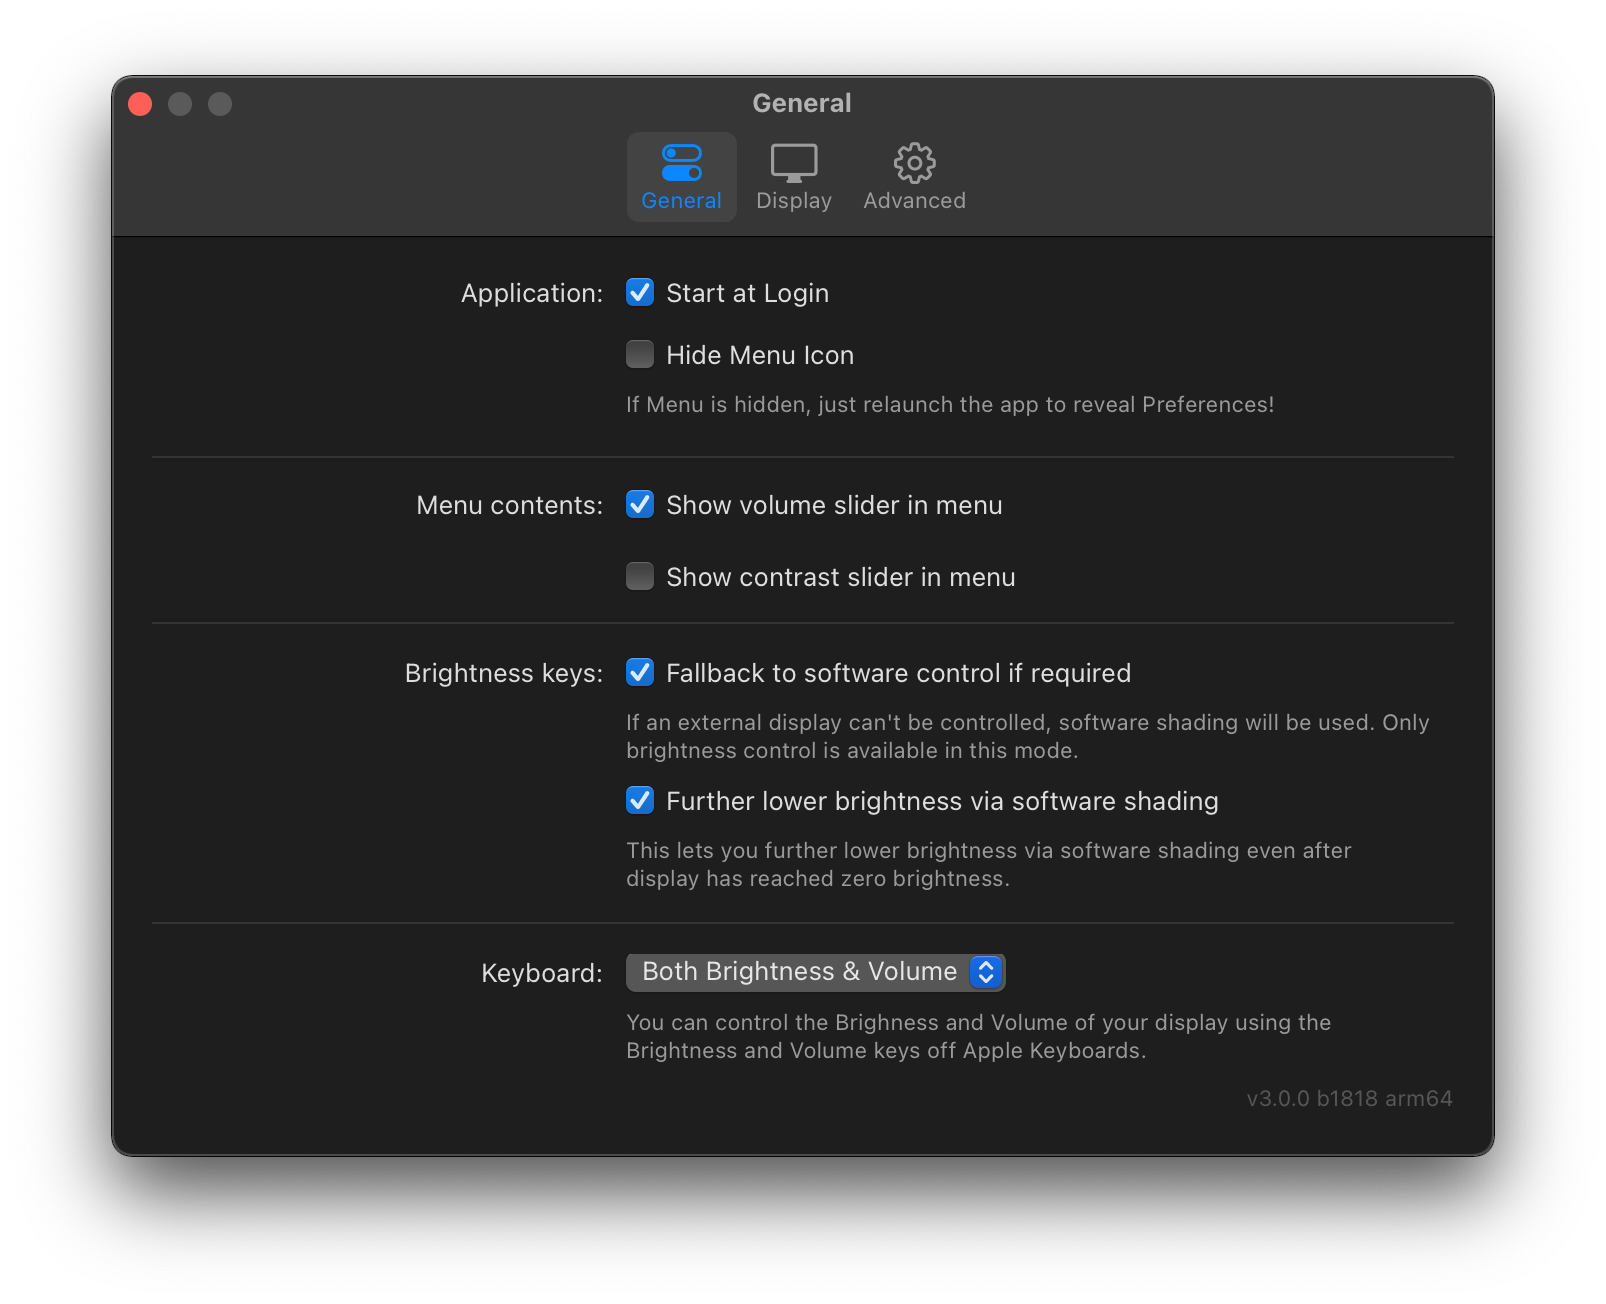 General
General
Display
Advanced
Application:
Start at Login
Hide Menu Icon
If Menu is hidden, just relaunch the app to reveal Preferences!
Menu contents:
Show volume slider in menu
Show contrast slider in menu
Brightness keys:
Fallback to software control if required
If an external display can't be controlled, software shading will be used. Only
brightness control is available in this mode.
Further lower brightness via software shading
This lets you further lower brightness via software shading even after
display has reached zero brightness.
Keyboard:
Both Brightness & Volume
You can control the Brighness and Volume of your display using the
Brightness and Volume keys off Apple Keyboards.
v3.0.0 b1818 arm64